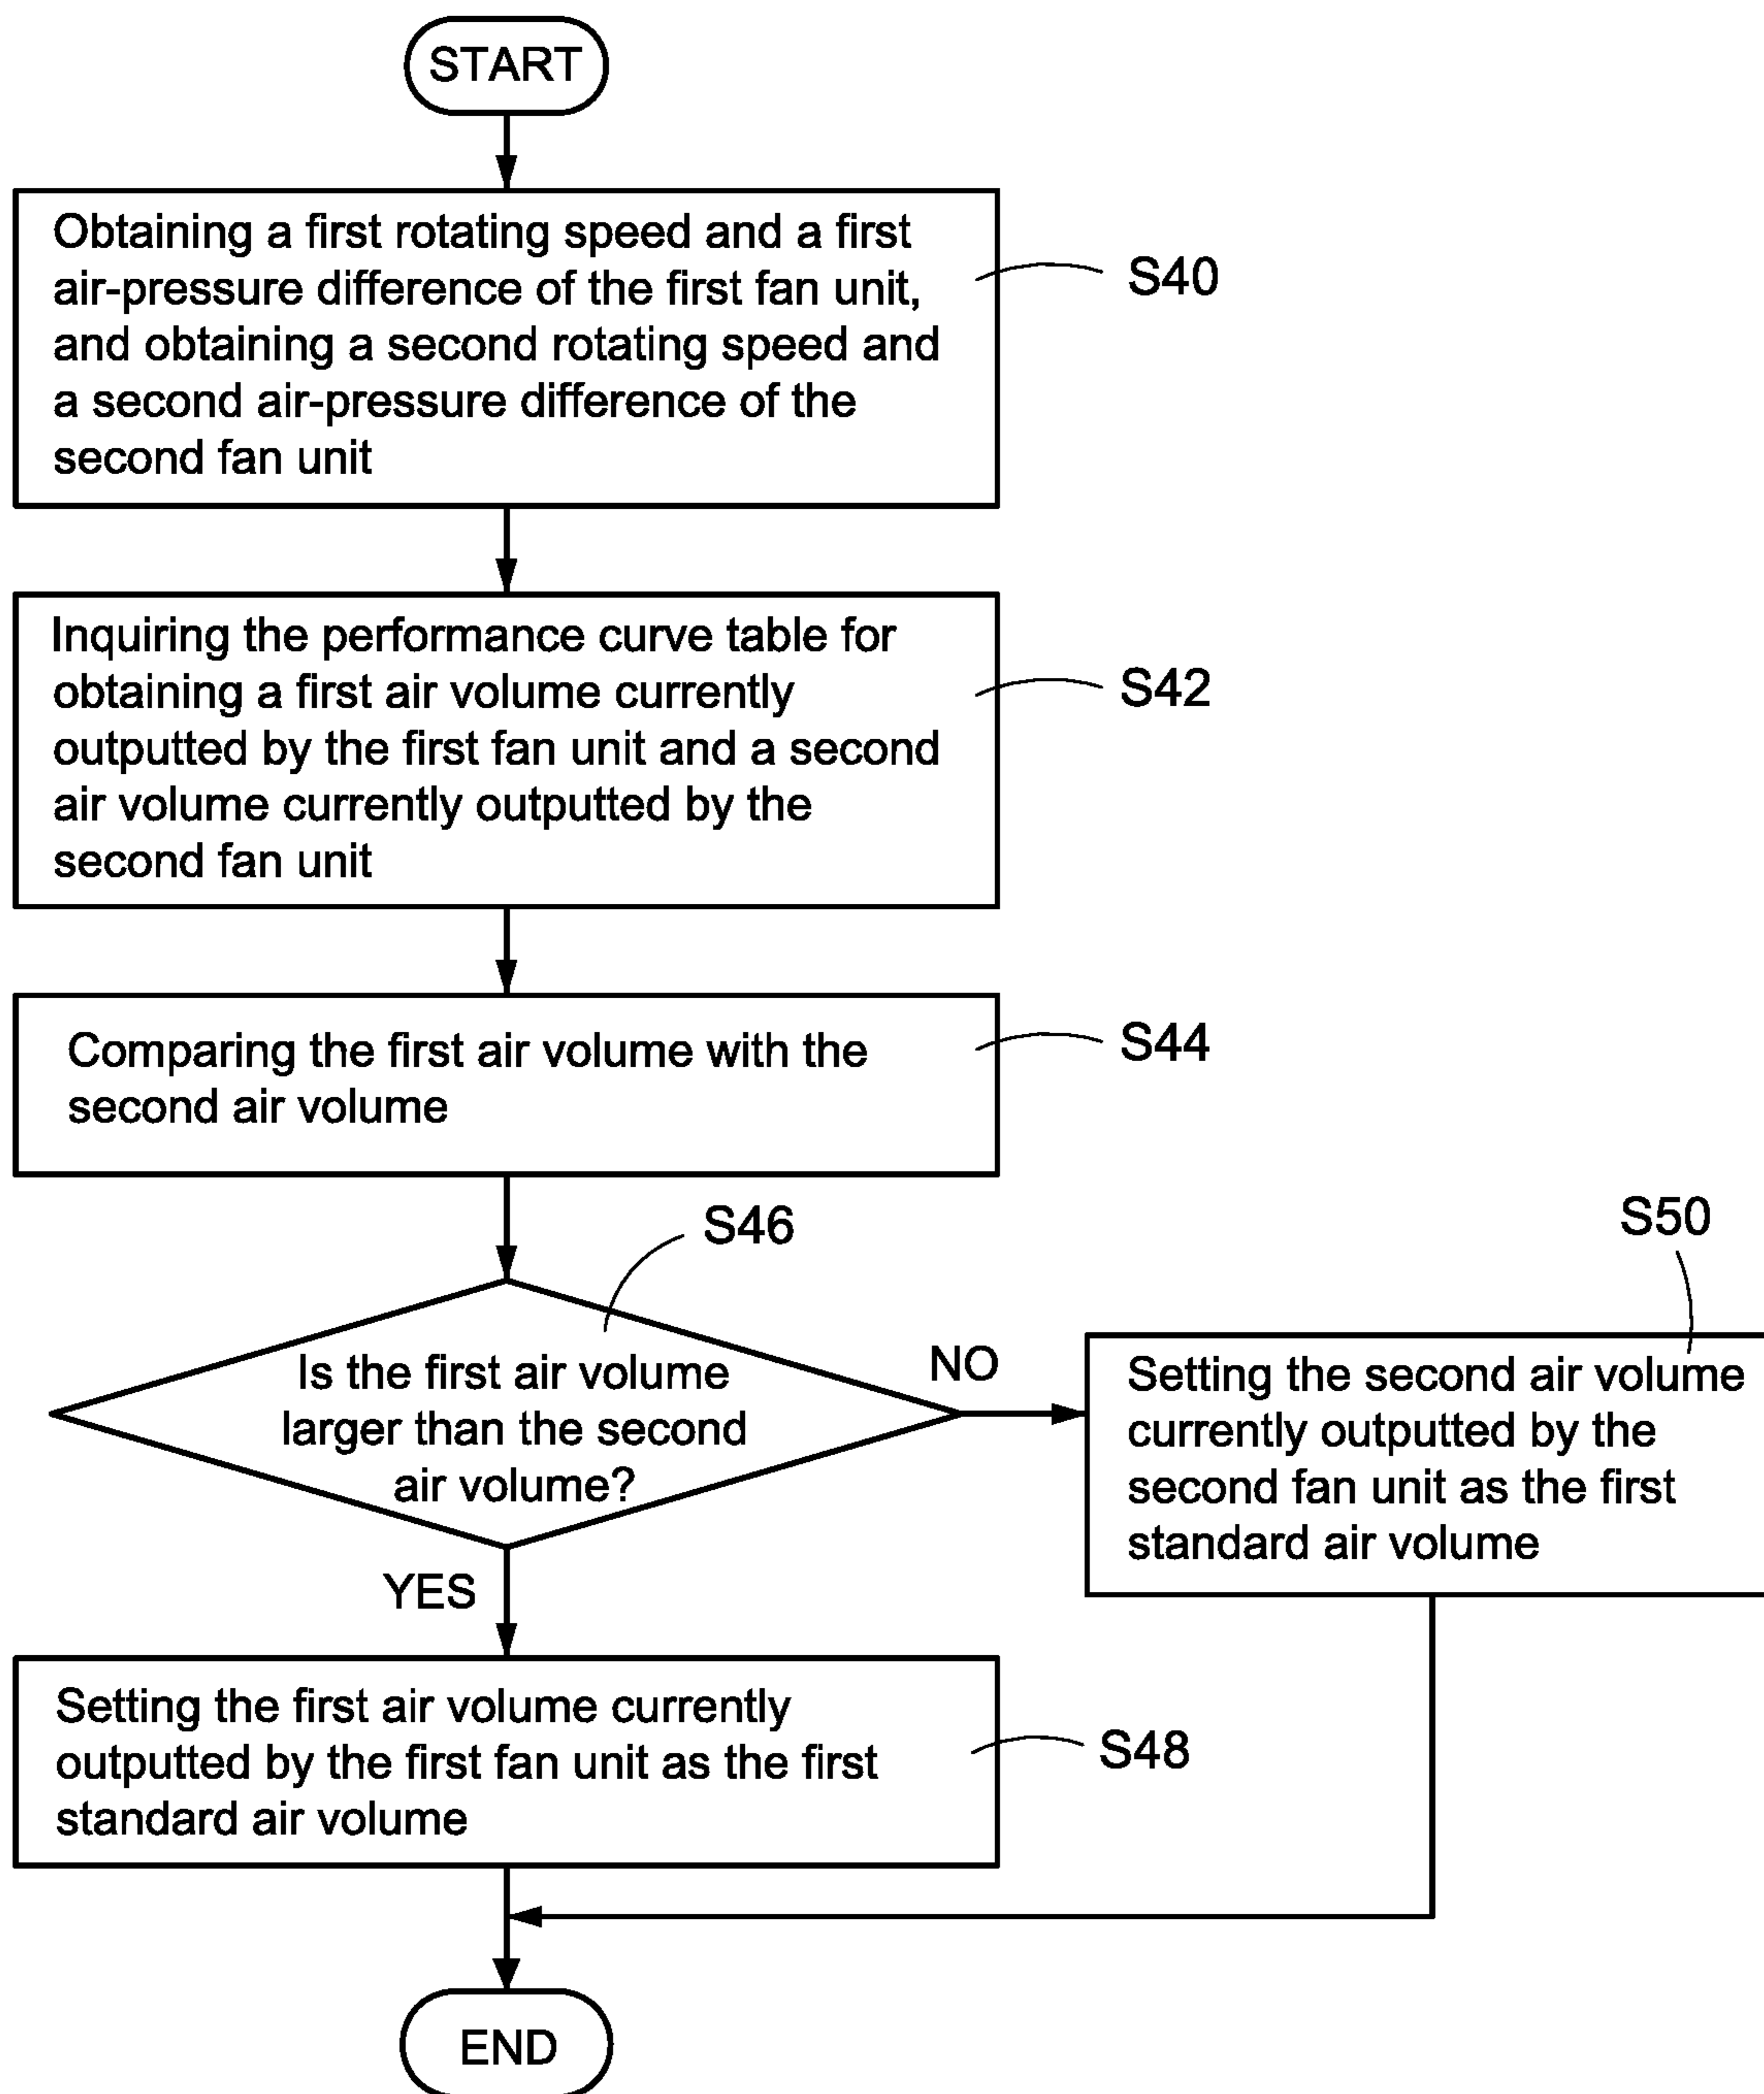 START
Obtaining a first rotating speed and a first
air-pressure difference of the first fan unit,
and obtaining a second rotating speed and
a second air-pressure difference of the
second fan unit
S40
Inquiring the performance curve table for
obtaining a first air volume currently
outputted by the first fan unit and a second
air volume currently outputted by the
second fan unit
S42
Comparing the first air volume with the
second air volume
S44
S46
Is the first air volume
larger than the second
air volume?
NO
S50
Setting the second air volume
currently outputted by the
second fan unit as the first
standard air volume
YES
Setting the first air volume currently
outputted by the first fan unit as the first
standard air volume
S48
END